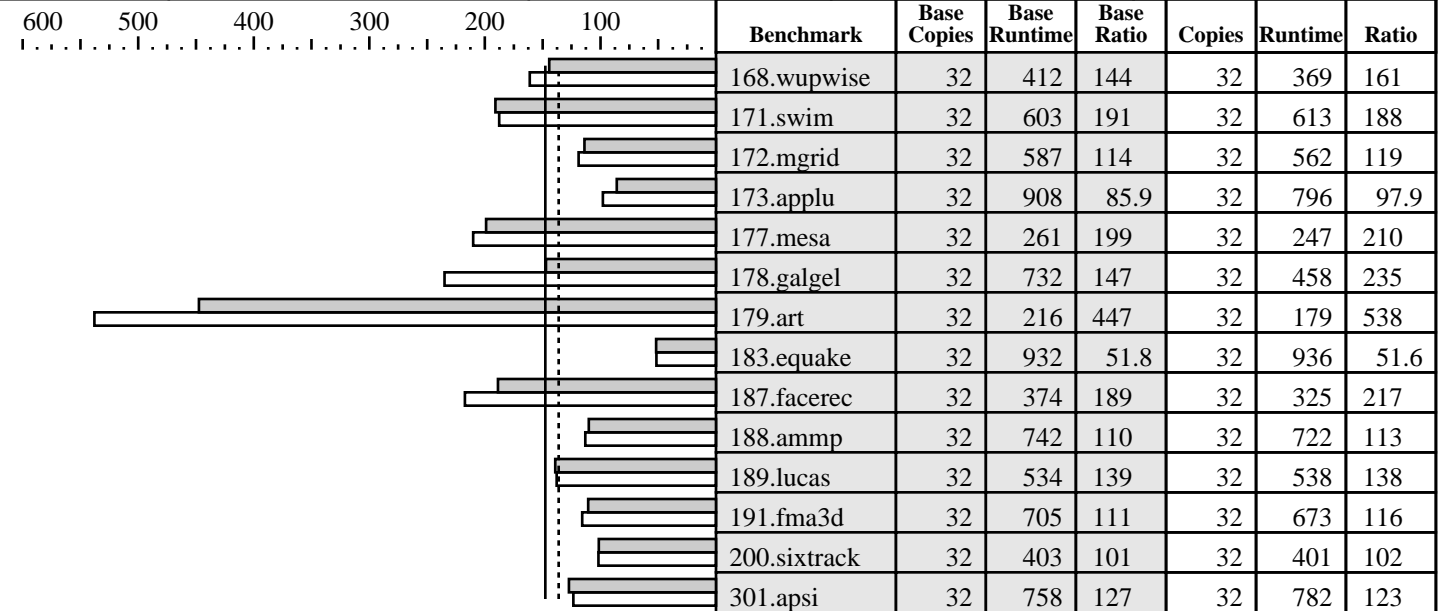 600 500 400 300 200 100
Benchmark Base Copies Base Runtime Base Ratio Copies Runtime Ratio
168.wupwise 32 412 144 32 369 161
171.swim 32 603 191 32 613 188
172.mgrid 32 587 114 32 562 119
173.applu 32 908 85.9 32 796 97.9
177.mesa 32 261 199 32 247 210
178.galgel 32 732 147 32 458 235
179.art 32 216 447 32 179 538
183.equake 32 932 51.8 32 936 51.6
187.facerec 32 374 189 32 325 217
188.ammp 32 742 110 32 722 113
189.lucas 32 534 139 32 538 138
191.fma3d 32 705 111 32 673 116
200.sixtrack 32 403 101 32 401 102
301.apsi 32 758 127 32 782 123